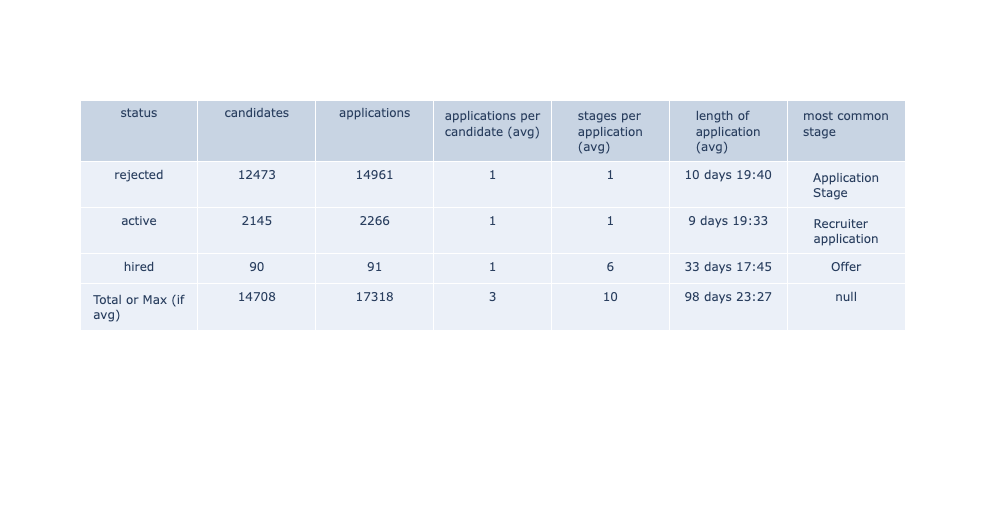 status candidates applications applications per candidate (avg) stages per application (avg) length of application (avg) most common stage
rejected 12473 14961 1 1 10 days 19:40 Application Stage
active 2145 2266 1 1 9 days 19:33 Recruiter application
hired 90 91 1 6 33 days 17:45 Offer
Total or Max (if avg) 14708 17318 3 10 98 days 23:27 null